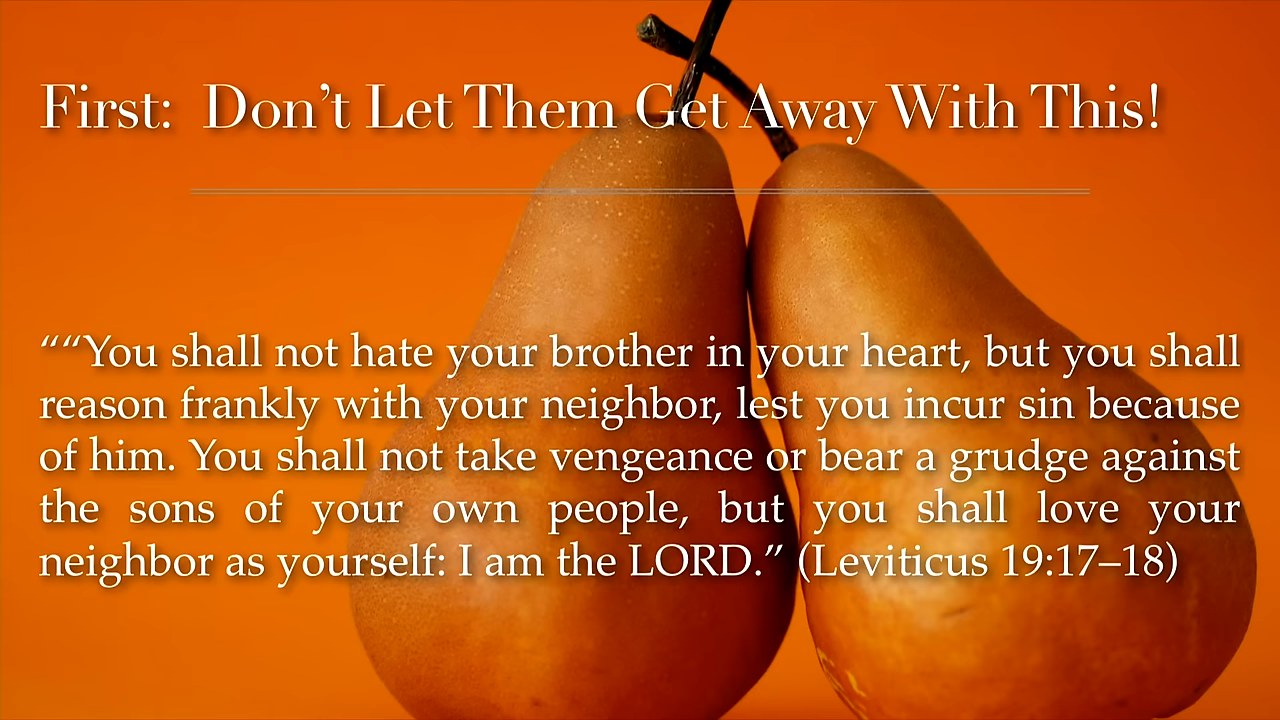 First:  Don’t Let Them Get Away With This!
““You shall not hate your brother in your heart, but you shall
reason frankly with your neighbor, lest you incur sin because
of him. You shall not take vengeance or bear a grudge against
the sons of your own people, but you shall love your
neighbor as yourself: I am the LORD.” (Leviticus 19:17–18)